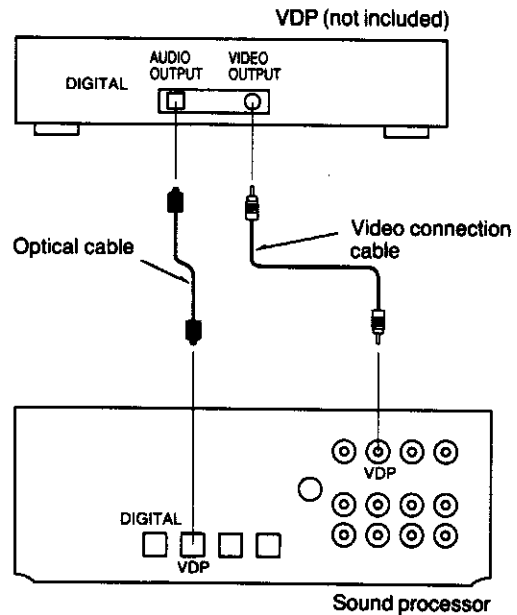 VDP (not included)
AUDIO
OUTPUT
VIDEO
OUTPUT
DIGITAL
Optical cable
Video connection
cable
VDP
DIGITAL
VDP
Sound processor